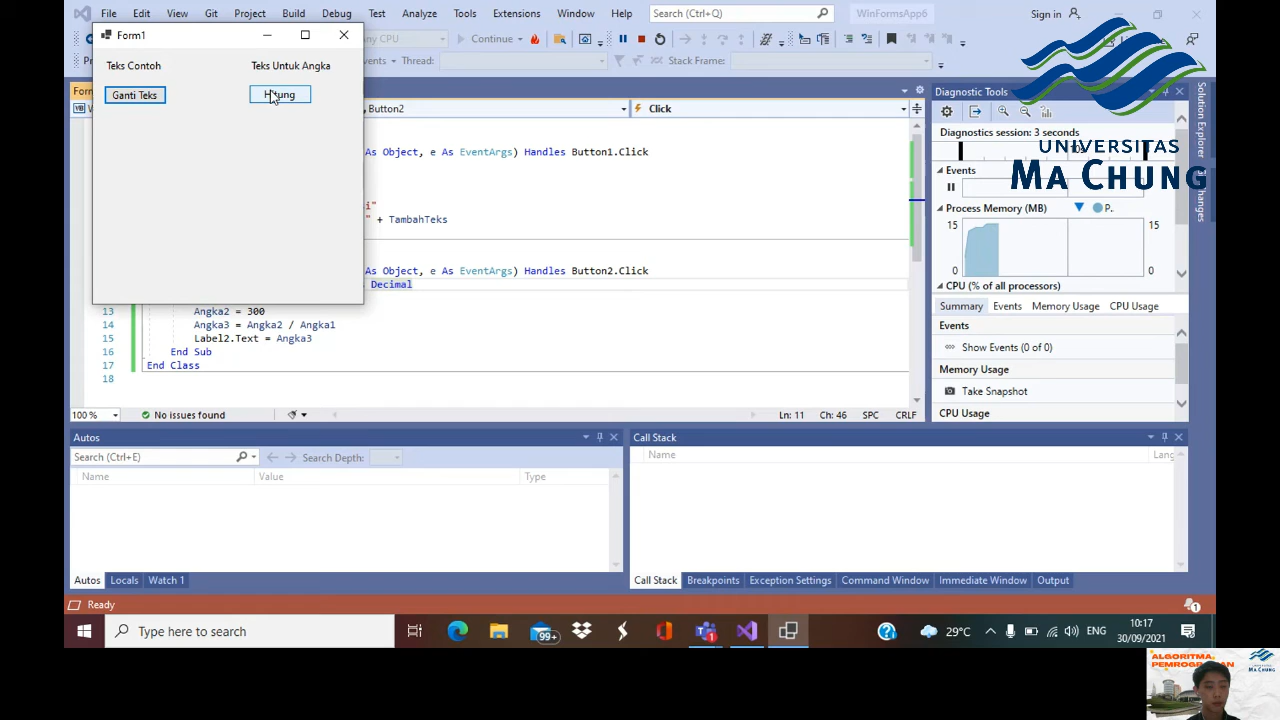 File Edit View Git Project Build Debug Test Analyze Tools Extensions Window Help Search (Ctrl+Q) WinFormsApp6 Sign in
Form1
CPU Continue
Stack Frame:
Thread:
Teks Contoh Teks Untuk Angka
Ganti Teks
Button2 Click
As Object, e As EventArgs) Handles Button1.Click
" + TambahTeks
As Object, e As EventArgs) Handles Button2.Click
Decimal
13 Angka2 = 300
14 Angka3 = Angka2 / Angka1
15 Label2.Text = Angka3
16 End Sub
17 End Class
18
100 % No issues found Ln: 11 Ch: 46 SPC CRLF
Diagnostic Tools
Diagnostics session: 3 seconds
Events
Process Memory (MB) P.
15 15
0 0
CPU (% of all processors)
Summary Events Memory Usage CPU Usage
Events
Show Events (0 of 0)
Memory Usage
Take Snapshot
CPU Usage
Solution Explorer
UNIVERSITAS
MA CHUNG
Autos
Search (Ctrl+E) Search Depth:
Name Value Type
Autos Locals Watch 1
Call Stack
Name Lang
Call Stack Breakpoints Exception Settings Command Window Immediate Window Output
Ready 1
Type here to search 99+ 29°C ENG 10:17
30/09/2021
ALGORITMA
MA CHUNG